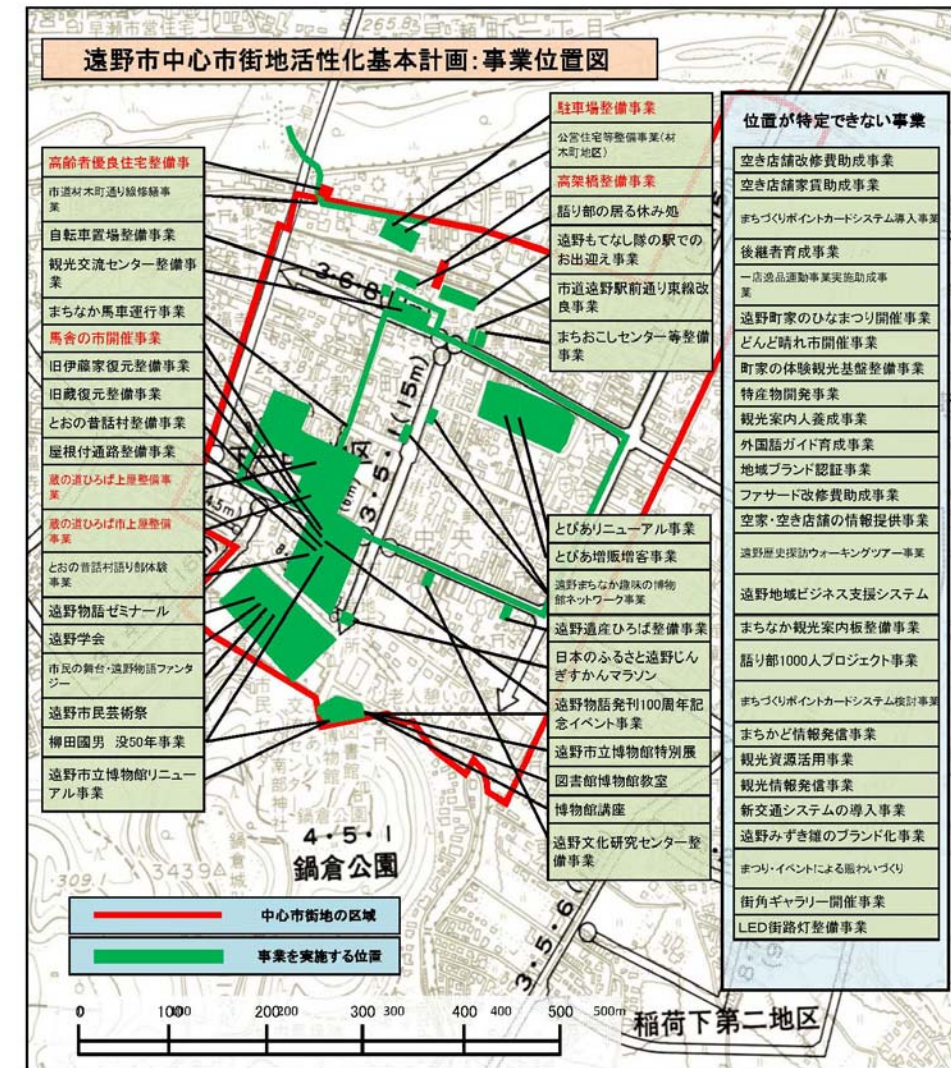 遠野市中心市街地活性化基本計画:事業位置図
高齢者優良住宅整備事
市道材木町通り線修繕事
業
自転車置場整備事業
観光交流センター整備事
業
まちなか馬車運行事業
馬舎の市開催事業
旧伊藤家復元整備事業
旧蔵復元整備事業
とおの昔話村整備事業
屋根付通路整備事業
蔵の道ひろば上屋整備事
業
蔵の道ひろば市上屋整備
事業
とおの昔話村語り部体験
事業
遠野物語ゼミナール
遠野学会
市民の舞台・遠野物語ファンタ
ジー
遠野市民芸術祭
柳田國男 没50年事業
遠野市立博物館リニュー
アル事業
駐車場整備事業
公営住宅等整備事業(材
木町地区)
高架橋整備事業
語り部の居る休み処
遠野もてなし隊の駅での
お出迎え事業
市道遠野駅前通り東線改
良事業
まちおこしセンター等整備
事業
とぴありニューアル事業
とぴあ増販増客事業
遠野まちなか趣味の博物
館ネットワーク事業
遠野遺産ひろば整備事業
日本のふるさと遠野じん
ぎすかんマラソン
遠野物語発刊100周年記
念イベント事業
遠野市立博物館特別展
図書館博物館教室
博物館講座
遠野文化研究センター整
備事業
位置が特定できない事業
空き店舗改修費助成事業
空き店舗家賃助成事業
まちづくりポイントカードシステム導入事業
後継者育成事業
一店逸品運動事業実施助成事
業
遠野町家のひなまつり開催事業
どんど晴れ市開催事業
町家の体験観光基盤整備事業
特産物開発事業
観光案内人養成事業
外国語ガイド育成事業
地域ブランド認証事業
ファサード改修費助成事業
空家・空き店舗の情報提供事業
遠野歴史探訪ウォーキングツアー事業
遠野地域ビジネス支援システム
まちなか観光案内板整備事業
語り部1000人プロジェクト事業
まちづくりポイントカードシステム検討事業
まちかど情報発信事業
観光資源活用事業
観光情報発信事業
新交通システムの導入事業
遠野みずき雛のブランド化事業
まつり・イベントによる賑わいづくり
街角ギャラリー開催事業
LED街路灯整備事業
早瀬市営住宅
265.8
3・6・8
3・5・1(15m)
4・5・1
鍋倉公園
3439
309.1
3・5・6
稲荷下第二地区
中心市街地の区域
事業を実施する位置
0 100 200 300 400 500
100 200 300 400 500m